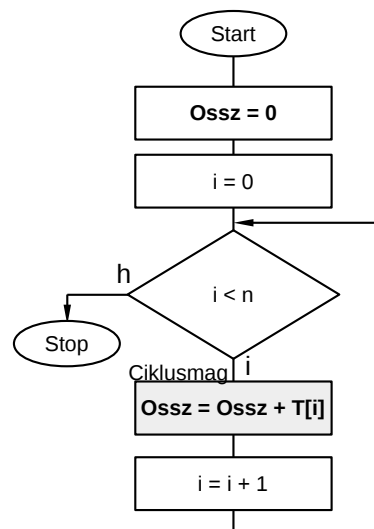 Start
Ossz = 0
i = 0
h
i < n
Stop
i
Ciklusmag
Ossz = Ossz + T[i]
i = i + 1